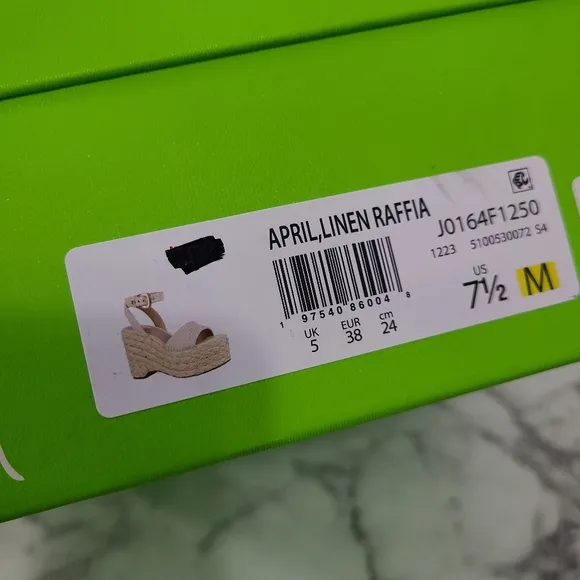 APRIL,LINEN RAFFIA
J0164F1250
1223 5100530072 S4
1 97540 86004 8
UK EUR cm
5 38 24
US
7½ M